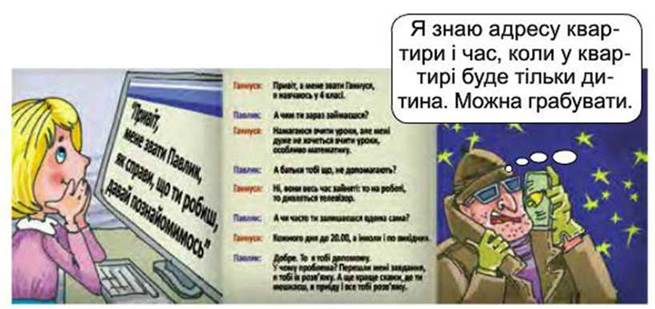 Я знаю адресу квар-
тири і час, коли у квар-
тирі буде тільки ди-
тина. Можна грабувати.
"Привіт,
мене звати Павлик,
як справи, що ти робиш,
давай познайомимось"
Ганнуся: Привіт, а мене звати Ганнуся,
я навчаюсь у 4 класі.
Павлик: А чим ти зараз займаєшся?
Ганнуся: Намагаюся вчити уроки, але мені
дуже не хочеться вчити уроки,
особливо математику.
Павлик: А батьки тобі що, не допомагають?
Ганнуся: Ні, вони весь час зайняті: то на роботі,
то дивляться телевізор.
Павлик: А чи часто ти залишаєшся вдома сама?
Ганнуся: Кожного дня до 20.00, а інколи і по вихідних.
Павлик: Добре. То я тобі допоможу.
У чому проблема? Перешли мені завдання,
я тобі їх розв'яжу. А ще краще скажи, де ти
мешкаєш, я приїду і все тобі розв'яжу.